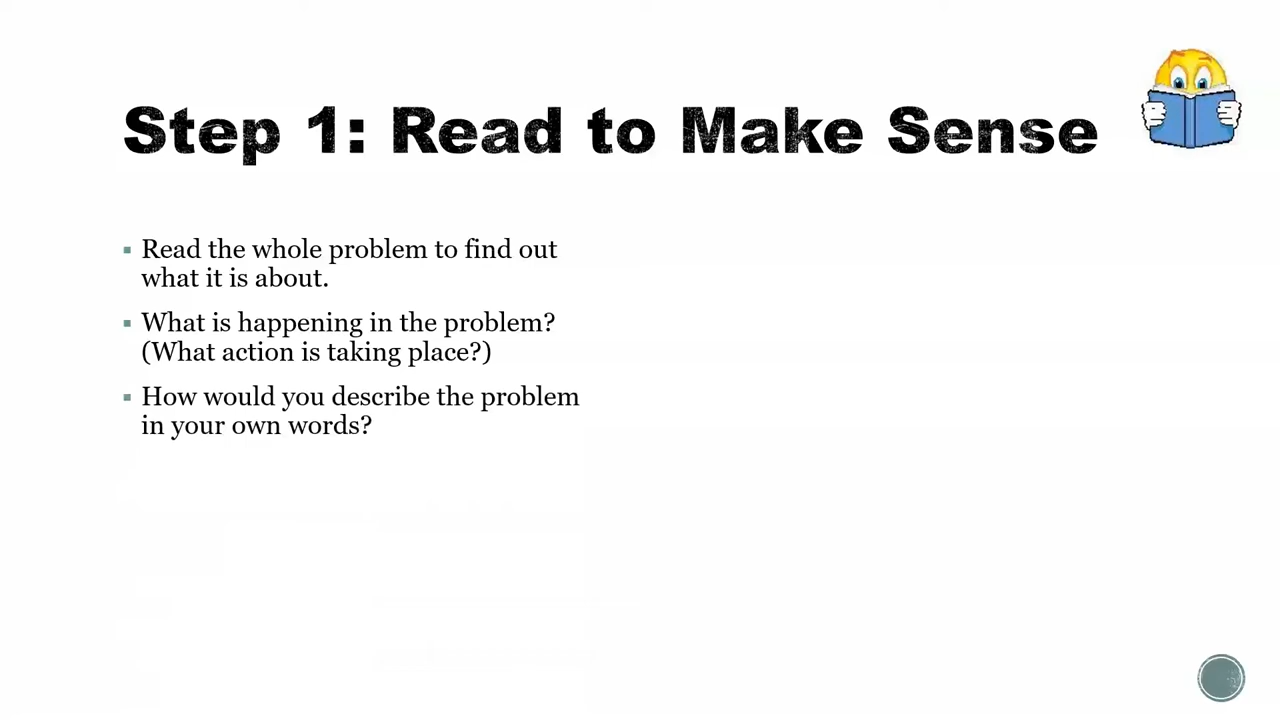 Step 1: Read to Make Sense
▪ Read the whole problem to find out
what it is about.
▪ What is happening in the problem?
(What action is taking place?)
▪ How would you describe the problem
in your own words?